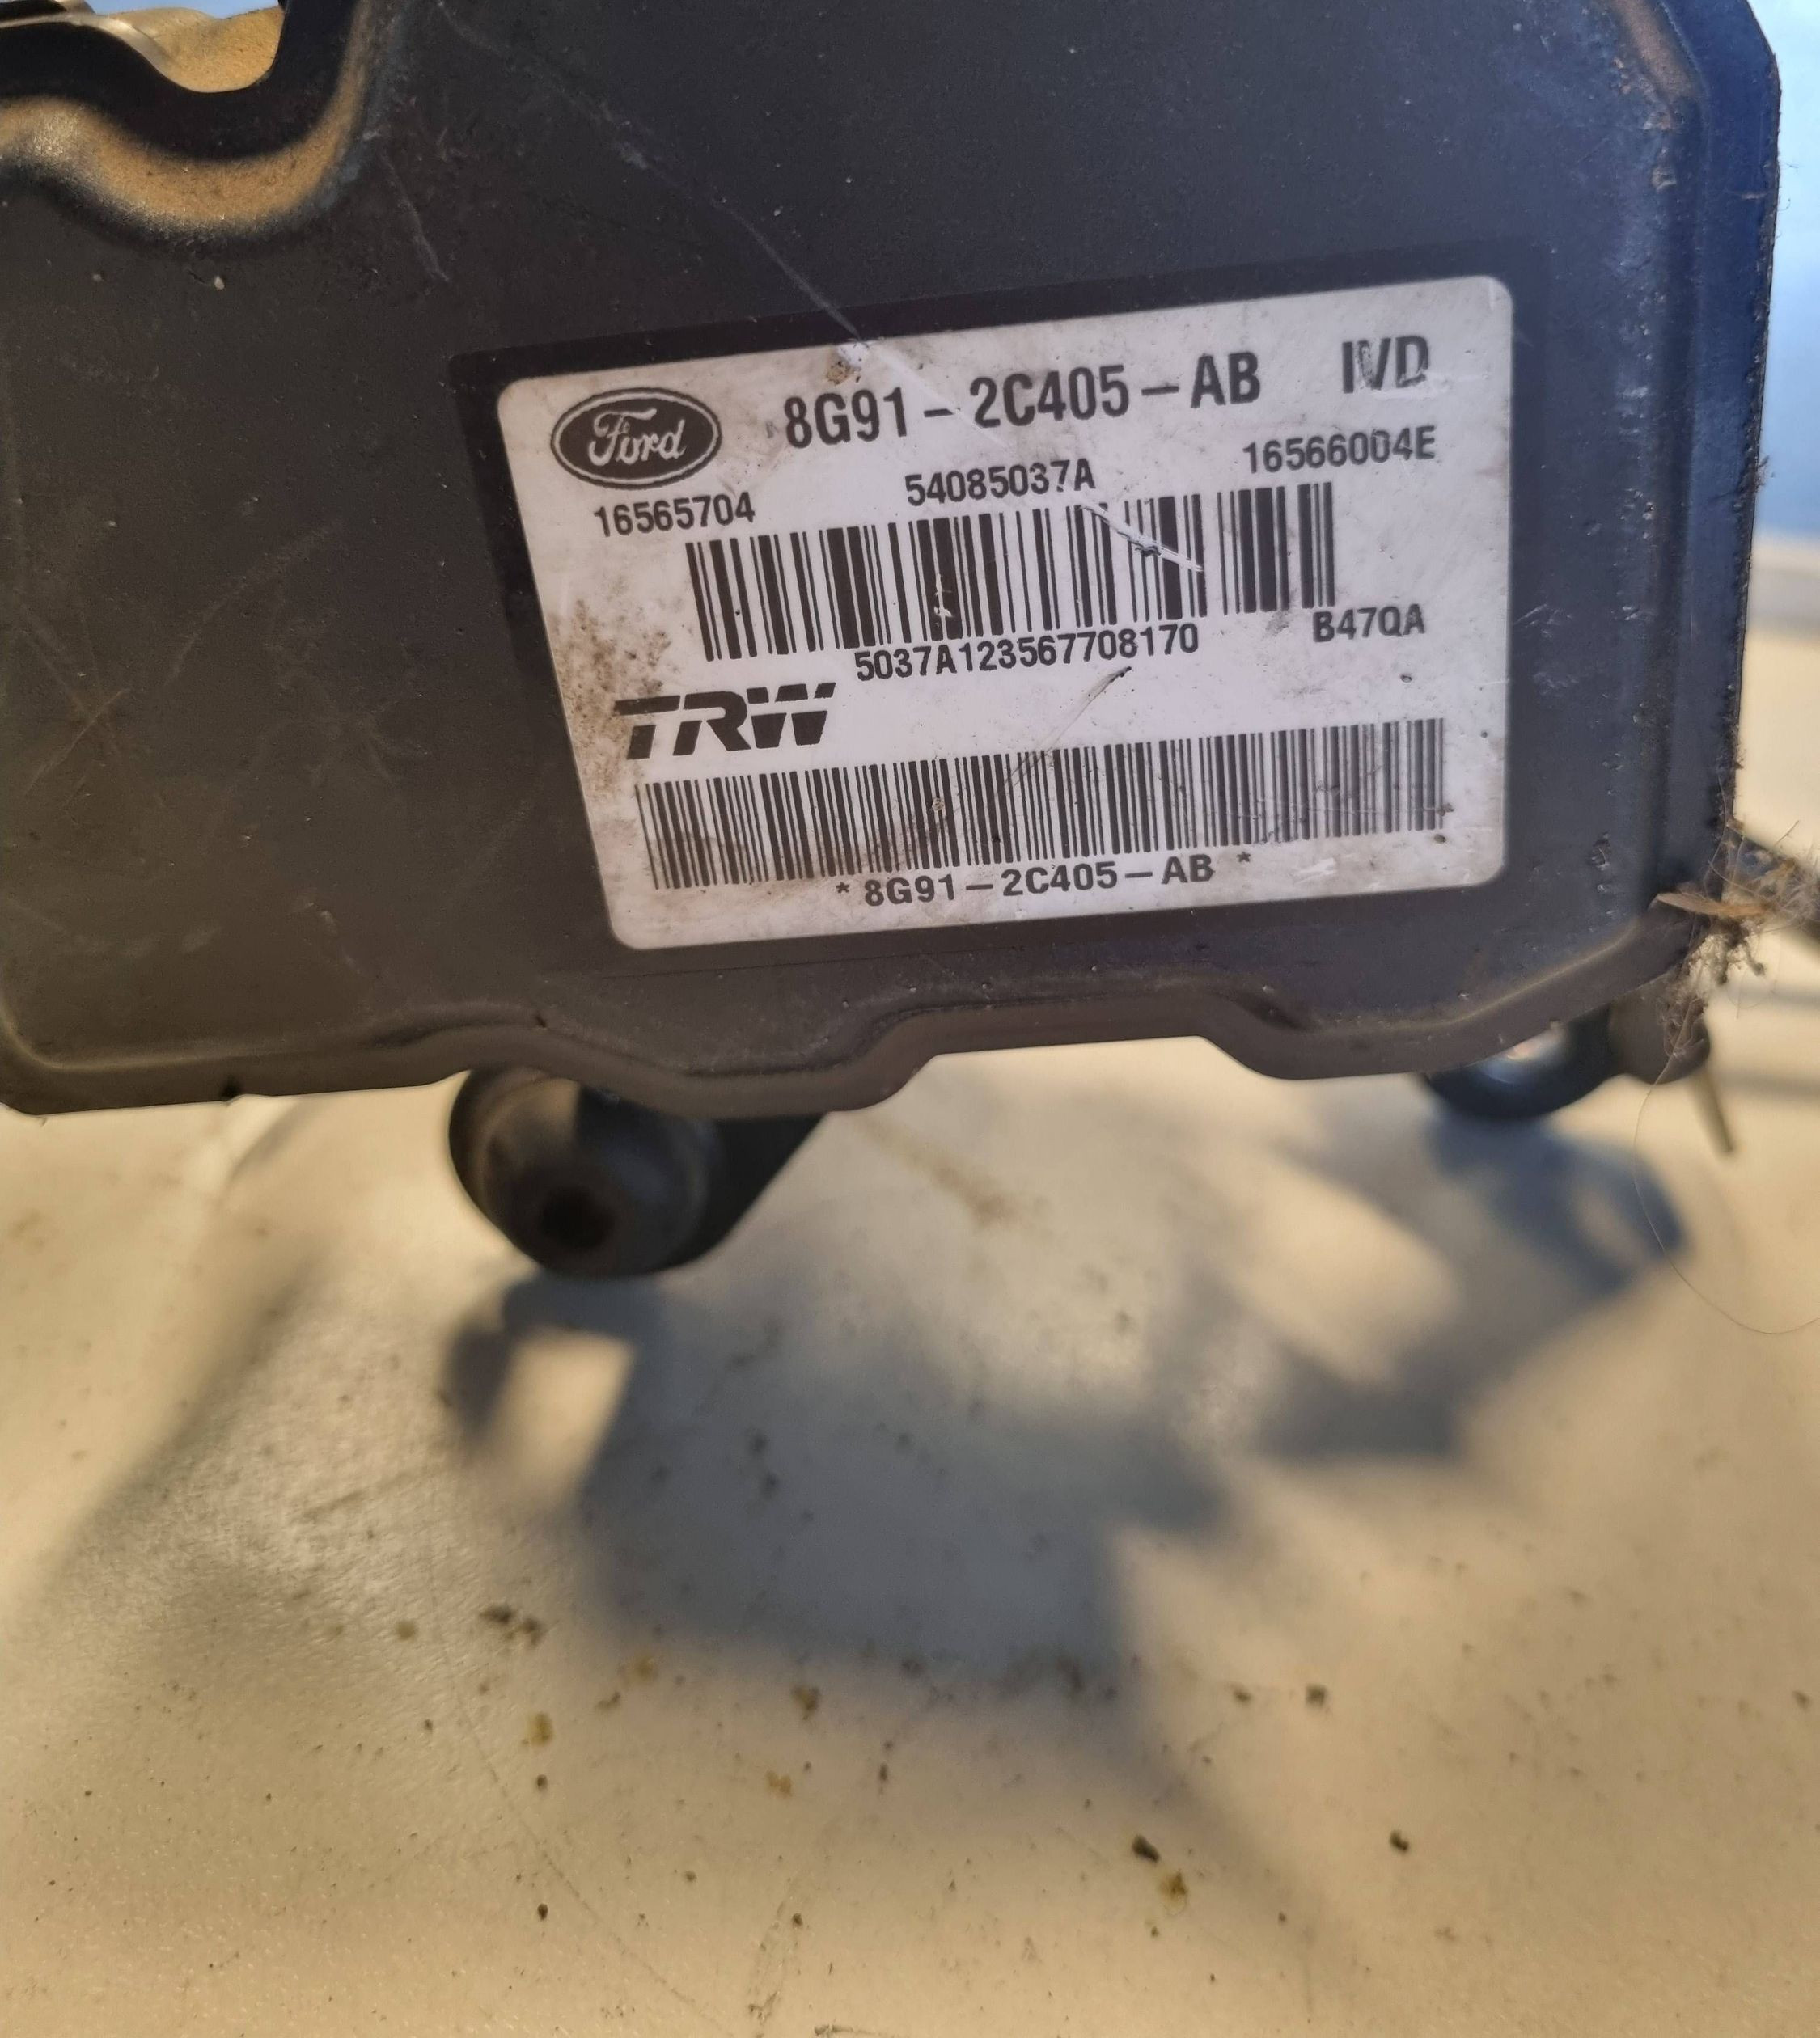 Ford 8G91-2C405-AB IVD
16565704 54085037A 16566004E
5037A123567708170 B47QA
TRW
*8G91-2C405-AB*